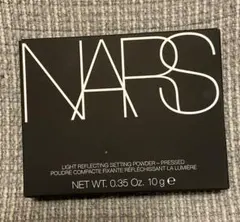 NARS
LIGHT REFLECTING SETTING POWDER – PRESSED
POUDRE COMPACTE FIXANTE RÉFLÉCHISSANT LA LUMIÈRE
NET WT. 0.35 Oz. 10 g ℮